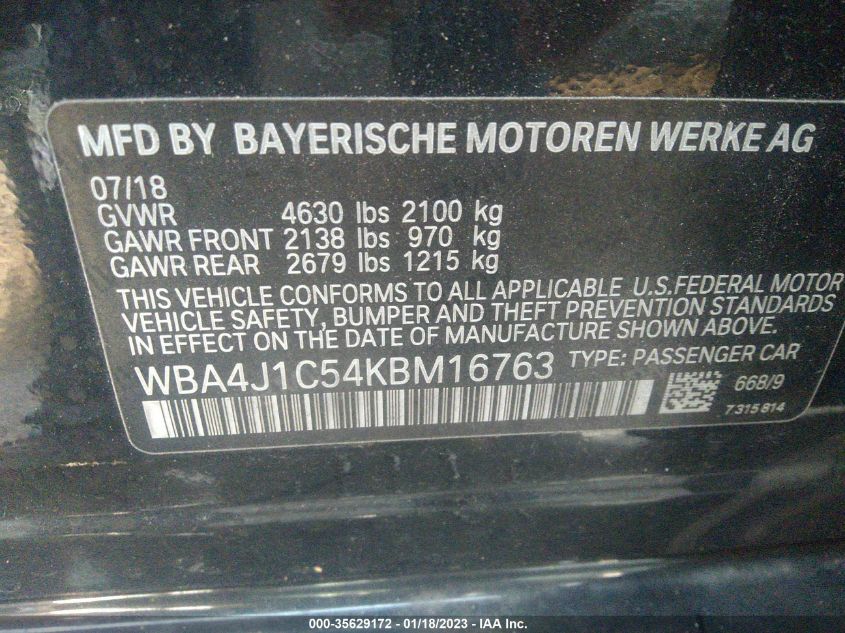 MFD BY BAYERISCHE MOTOREN WERKE AG
07/18
GVWR 4630 lbs 2100 kg
GAWR FRONT 2138 lbs 970 kg
GAWR REAR 2679 lbs 1215 kg
THIS VEHICLE CONFORMS TO ALL APPLICABLE U.S.FEDERAL MOTOR
VEHICLE SAFETY, BUMPER AND THEFT PREVENTION STANDARDS
IN EFFECT ON THE DATE OF MANUFACTURE SHOWN ABOVE.
WBA4J1C54KBM16763 TYPE: PASSENGER CAR
668/9
7315814
000-35629172 - 01/18/2023 - IAA Inc.